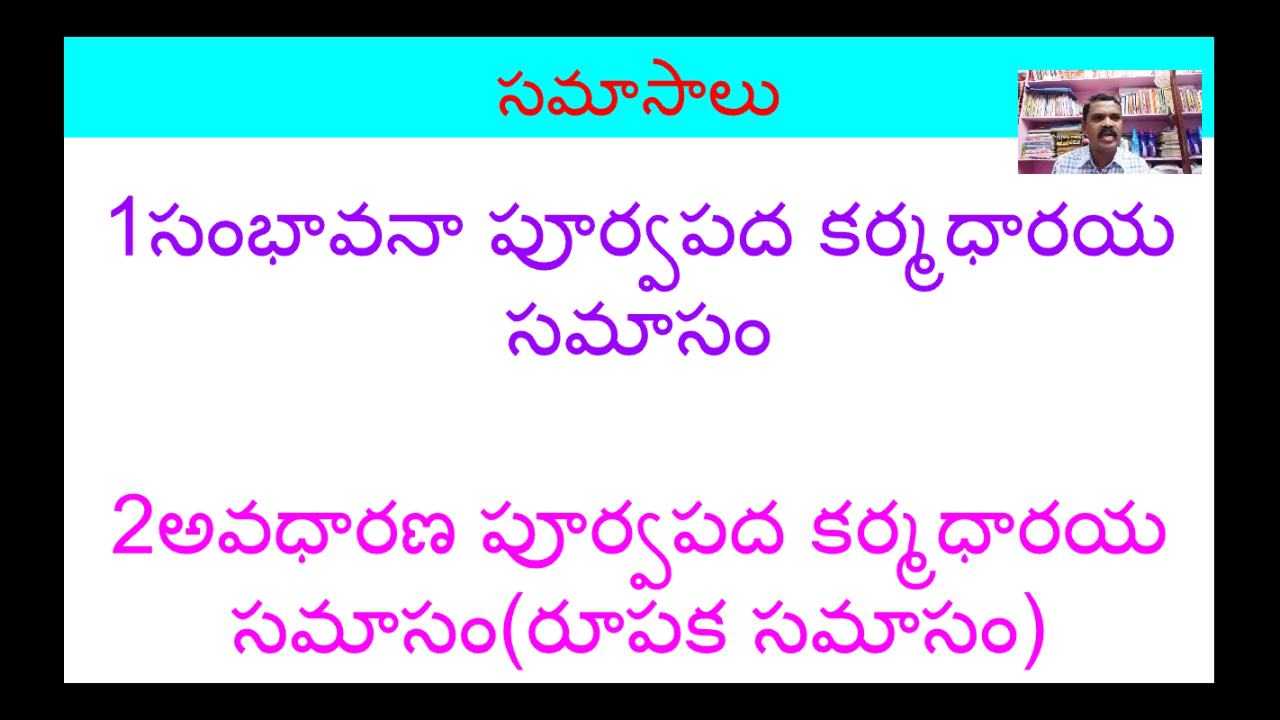 సమాసాలు
1సంభావనా పూర్వపద కర్మధారయ
సమాసం
2అవధారణ పూర్వపద కర్మధారయ
సమాసం(రూపక సమాసం)